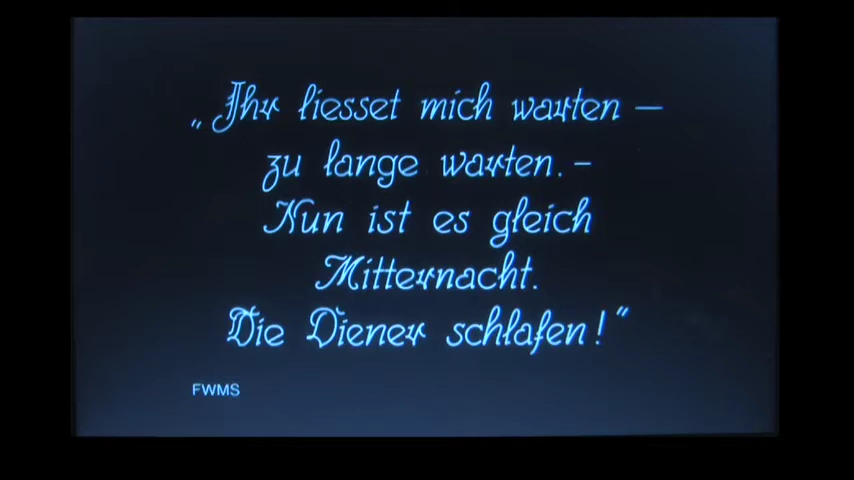 „Ihr liesset mich warten —
zu lange warten. –
Nun ist es gleich
Mitternacht.
Die Diener schlafen!“
FWMS